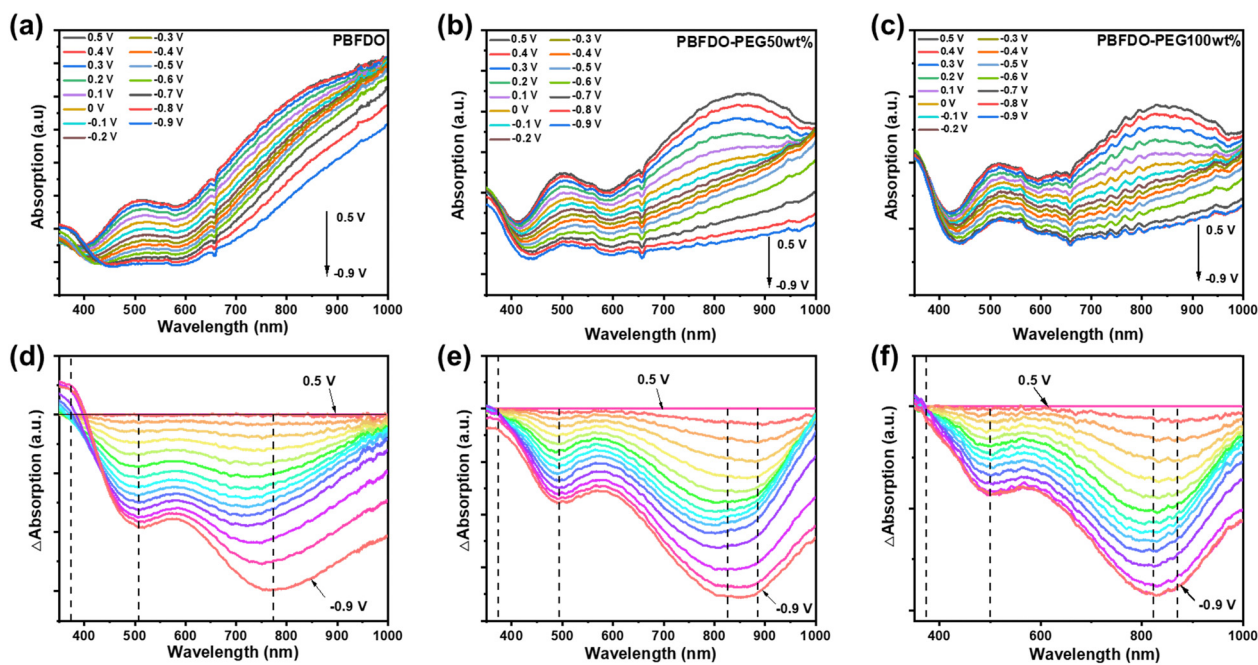 (a)
PBFDO
0.5 V -0.3 V
0.4 V -0.4 V
0.3 V -0.5 V
0.2 V -0.6 V
0.1 V -0.7 V
0 V -0.8 V
-0.1 V -0.9 V
-0.2 V
0.5 V
-0.9 V
Absorption (a.u)
400 500 600 700 800 900 1000
Wavelength (nm)
(b)
PBFDO-PEG50wt%
0.5 V -0.3 V
0.4 V -0.4 V
0.3 V -0.5 V
0.2 V -0.6 V
0.1 V -0.7 V
0 V -0.8 V
-0.1 V -0.9 V
-0.2 V
0.5 V
-0.9 V
Absorption (a.u.)
400 500 600 700 800 900 1000
Wavelength (nm)
(c)
PBFDO-PEG100wt%
0.5 V -0.3 V
0.4 V -0.4 V
0.3 V -0.5 V
0.2 V -0.6 V
0.1 V -0.7 V
0 V -0.8 V
-0.1 V -0.9 V
-0.2 V
0.5 V
-0.9 V
Absorption (a.u.)
400 500 600 700 800 900 1000
Wavelength (nm)
(d)
0.5 V
-0.9 V
△Absorption (a.u.)
400 500 600 700 800 900 1000
Wavelength (nm)
(e)
0.5 V
-0.9 V
△Absorption (a.u.)
400 500 600 700 800 900 1000
Wavelength (nm)
(f)
0.5 V
-0.9 V
△Absorption (a.u.)
400 600 800 1000
Wavelength (nm)